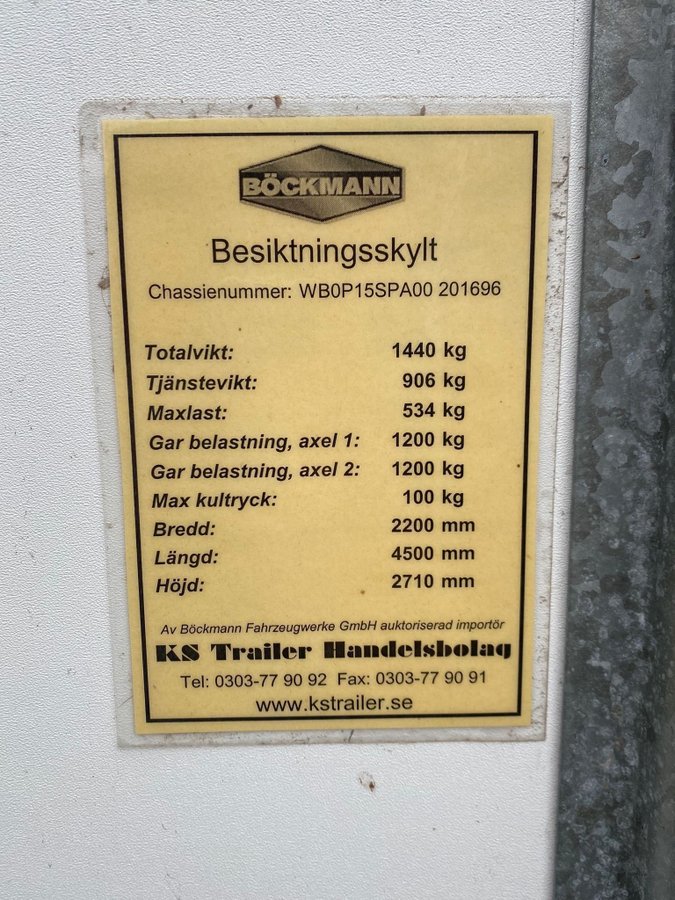 BÖCKMANN
Besiktningsskylt
Chassienummer: WB0P15SPA00 201696
Totalvikt: 1440 kg
Tjänstevikt: 906 kg
Maxlast: 534 kg
Gar belastning, axel 1: 1200 kg
Gar belastning, axel 2: 1200 kg
Max kultryck: 100 kg
Bredd: 2200 mm
Längd: 4500 mm
Höjd: 2710 mm
Av Böckmann Fahrzeugwerke GmbH auktoriserad importör
KS Trailer Handelsbolag
Tel: 0303-77 90 92 Fax: 0303-77 90 91
www.kstrailer.se